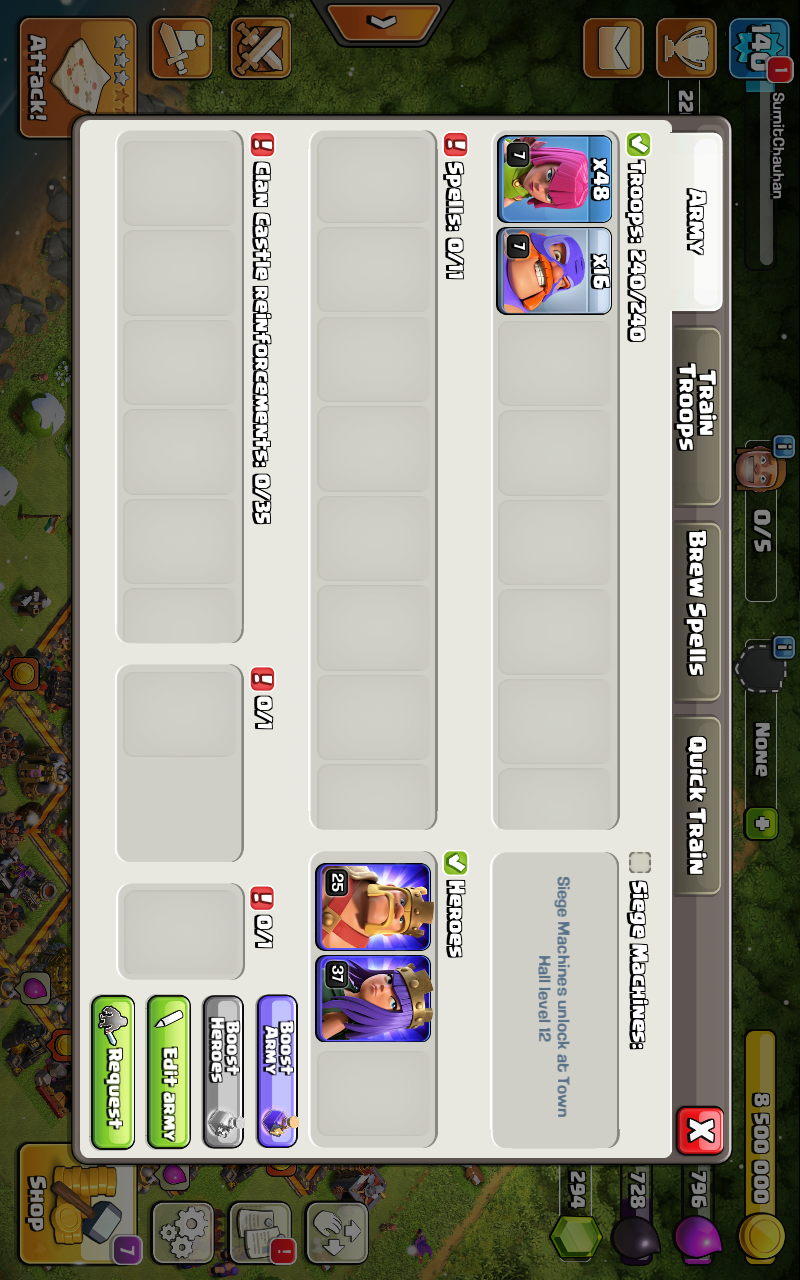 140
1
SumitChauhan
22
0/5
None
8 500 000
796
728
294
Army
Train
Troops
Brew Spells
Quick Train
X
Troops: 240/240
x48
7
x16
7
Siege Machines:
Siege Machines unlock at Town
Hall level 12
Spells: 0/11
Heroes
25
37
Clan Castle reinforcements: 0/35
0/1
0/1
Boost
Army
Boost
Heroes
Edit army
Request
Attack!
Shop
7